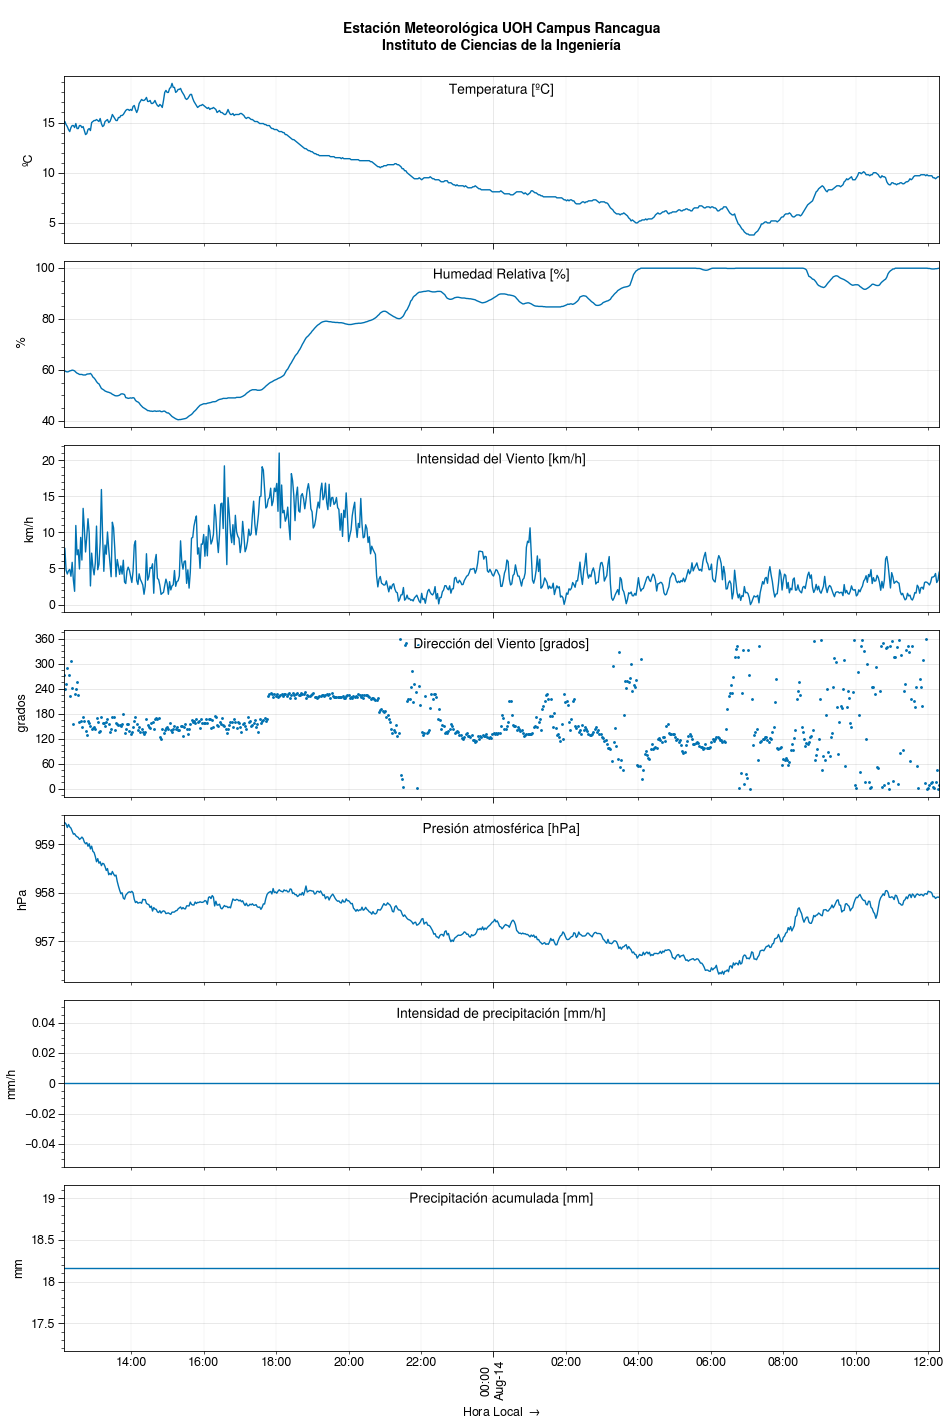 Estación Meteorológica UOH Campus Rancagua
Instituto de Ciencias de la Ingeniería
Temperatura [ºC]
ºC
15
10
5
Humedad Relativa [%]
%
100
80
60
40
Intensidad del Viento [km/h]
km/h
20
15
10
5
0
Dirección del Viento [grados]
grados
360
300
240
180
120
60
0
Presión atmosférica [hPa]
hPa
959
958
957
Intensidad de precipitación [mm/h]
mm/h
0.04
0.02
0
−0.02
−0.04
Precipitación acumulada [mm]
mm
19
18.5
18
17.5
14:00 16:00 18:00 20:00 22:00 00:00 02:00 04:00 06:00 08:00 10:00 12:00
Aug-14
Hora Local →